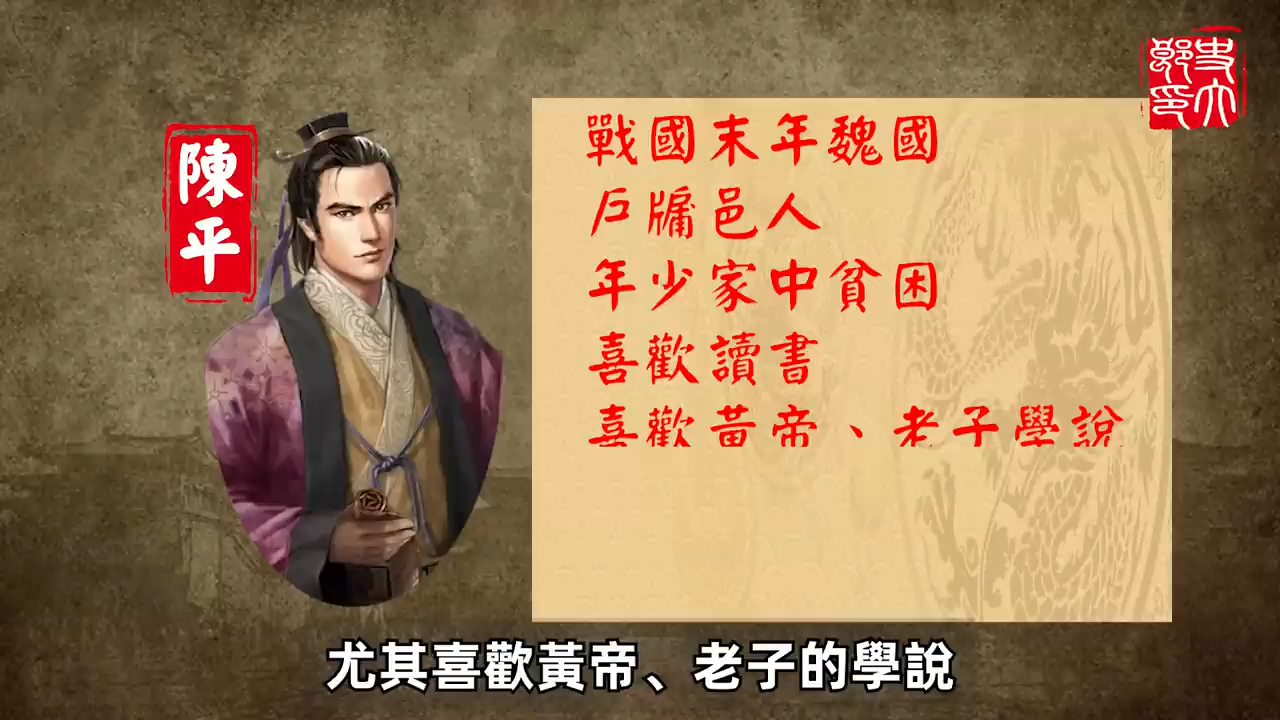 陳平
戰國末年魏國
戶牖邑人
年少家中貧困
喜歡讀書
喜歡黃帝、老子學說
尤其喜歡黃帝、老子的學說